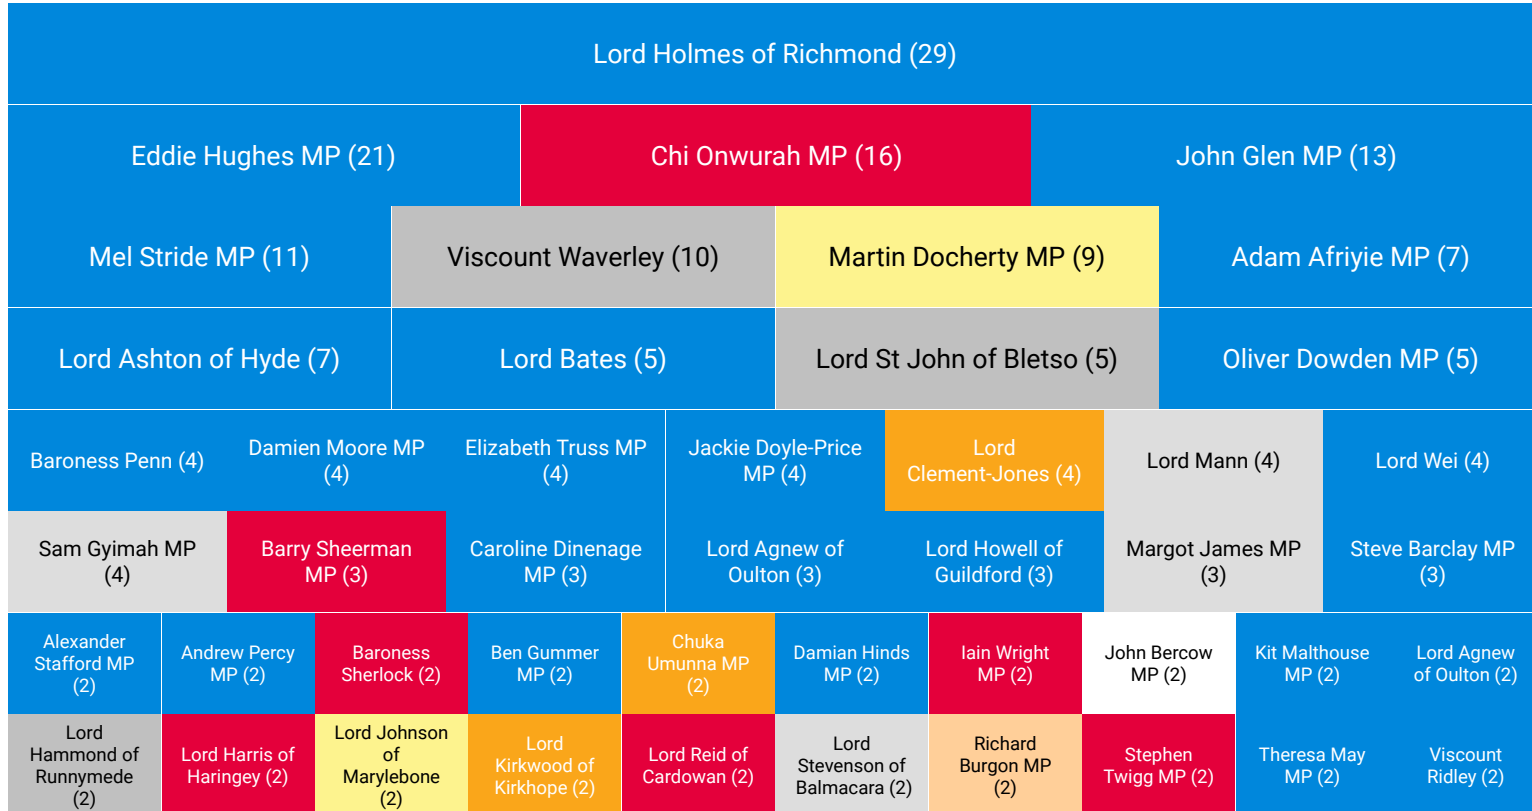 Lord Holmes of Richmond (29)
Eddie Hughes MP (21)
Chi Onwurah MP (16)
John Glen MP (13)
Mel Stride MP (11)
Viscount Waverley (10)
Martin Docherty MP (9)
Adam Afriyie MP (7)
Lord Ashton of Hyde (7)
Lord Bates (5)
Lord St John of Bletso (5)
Oliver Dowden MP (5)
Baroness Penn (4)
Damien Moore MP
(4)
Elizabeth Truss MP
(4)
Jackie Doyle-Price
MP (4)
Lord
Clement-Jones (4)
Lord Mann (4)
Lord Wei (4)
Sam Gyimah MP
(4)
Barry Sheerman
MP (3)
Caroline Dinenage
MP (3)
Lord Agnew of
Oulton (3)
Lord Howell of
Guildford (3)
Margot James MP
(3)
Steve Barclay MP
(3)
Alexander
Stafford MP
(2)
Andrew Percy
MP (2)
Baroness
Sherlock (2)
Ben Gummer
MP (2)
Chuka
Umunna MP
(2)
Damian Hinds
MP (2)
Iain Wright
MP (2)
John Bercow
MP (2)
Kit Malthouse
MP (2)
Lord Agnew
of Oulton (2)
Lord
Hammond of
Runnymede
(2)
Lord Harris of
Haringey (2)
Lord Johnson
of
Marylebone
(2)
Lord
Kirkwood of
Kirkhope (2)
Lord Reid of
Cardowan (2)
Lord
Stevenson of
Balmacara (2)
Richard
Burgon MP
(2)
Stephen
Twigg MP (2)
Theresa May
MP (2)
Viscount
Ridley (2)